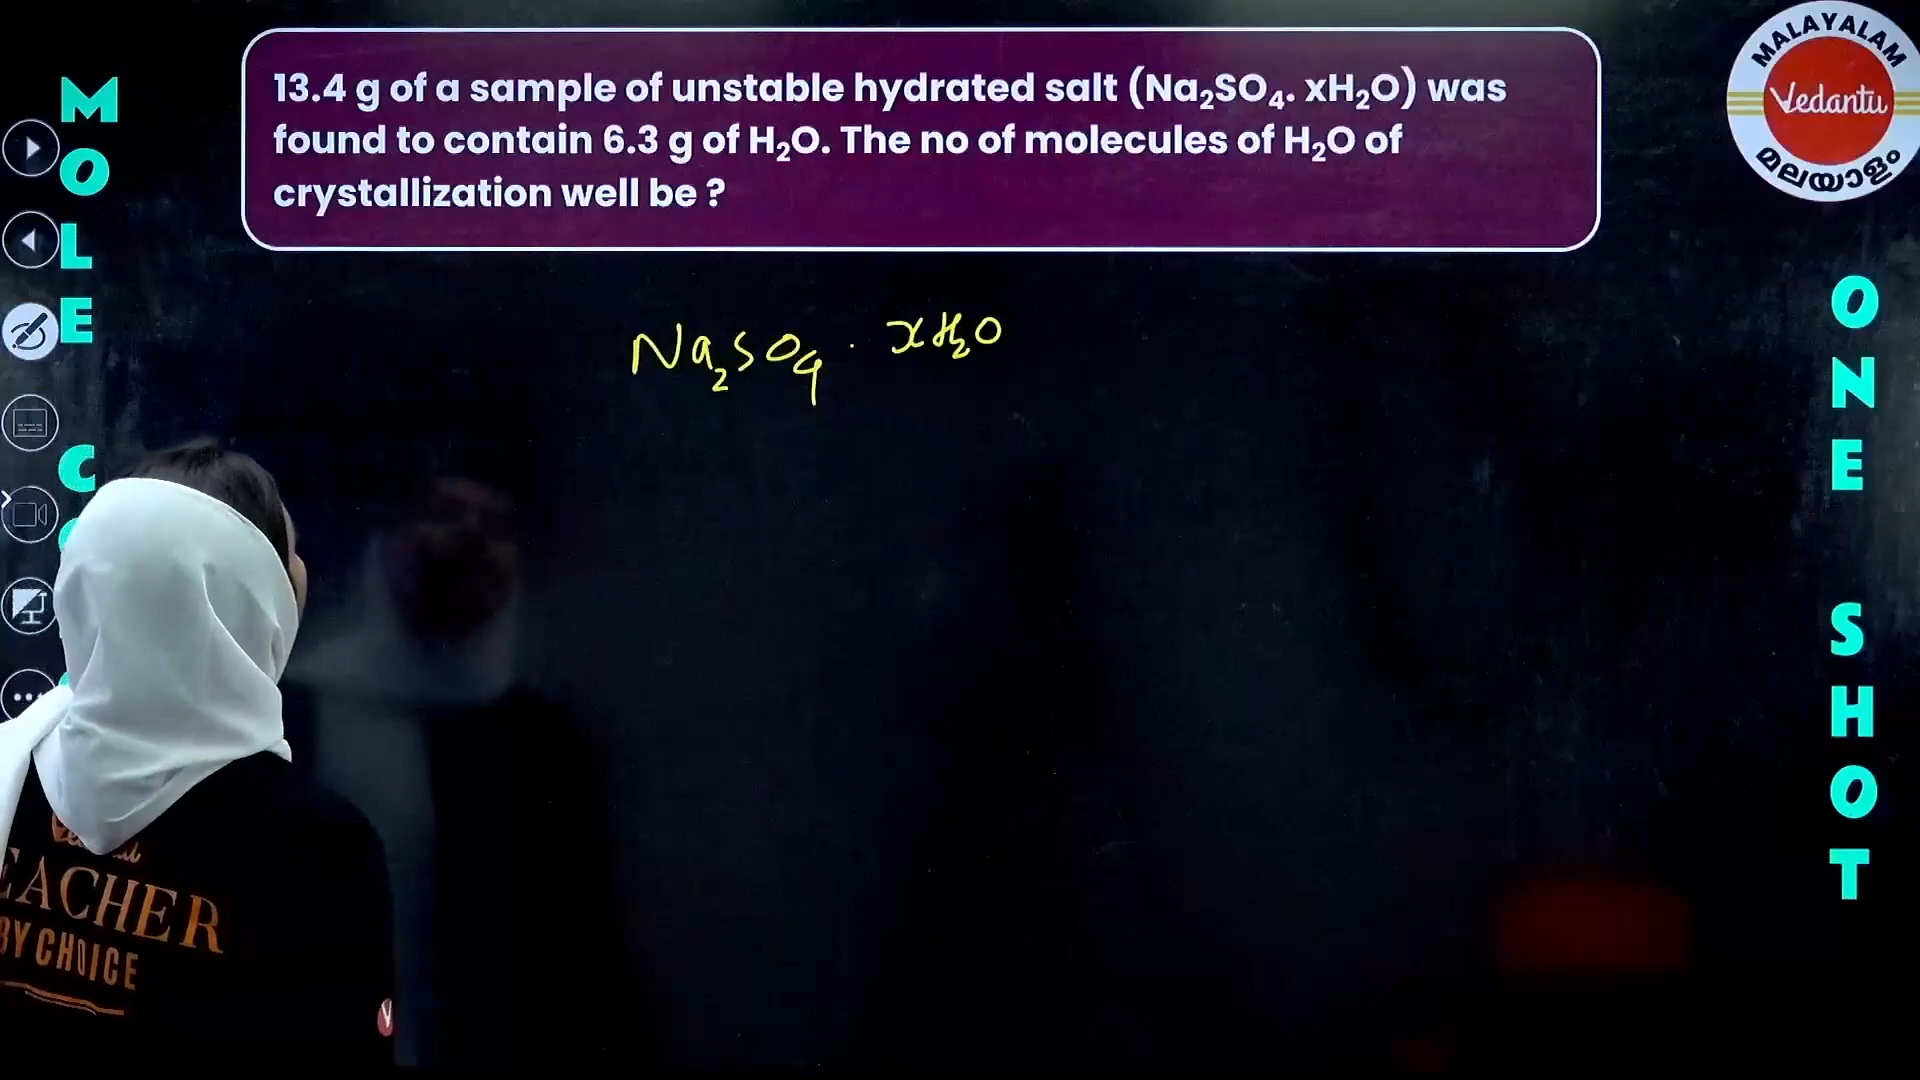 13.4 g of a sample of unstable hydrated salt (Na₂SO₄. xH₂O) was
found to contain 6.3 g of H₂O. The no of molecules of H₂O of
crystallization well be ?
Na₂SO₄ . xH₂O
MOLE
C
ONE
SHOT
MALAYALAM
Vedantu
മലയാളം
EACHER
BY CHOICE
V